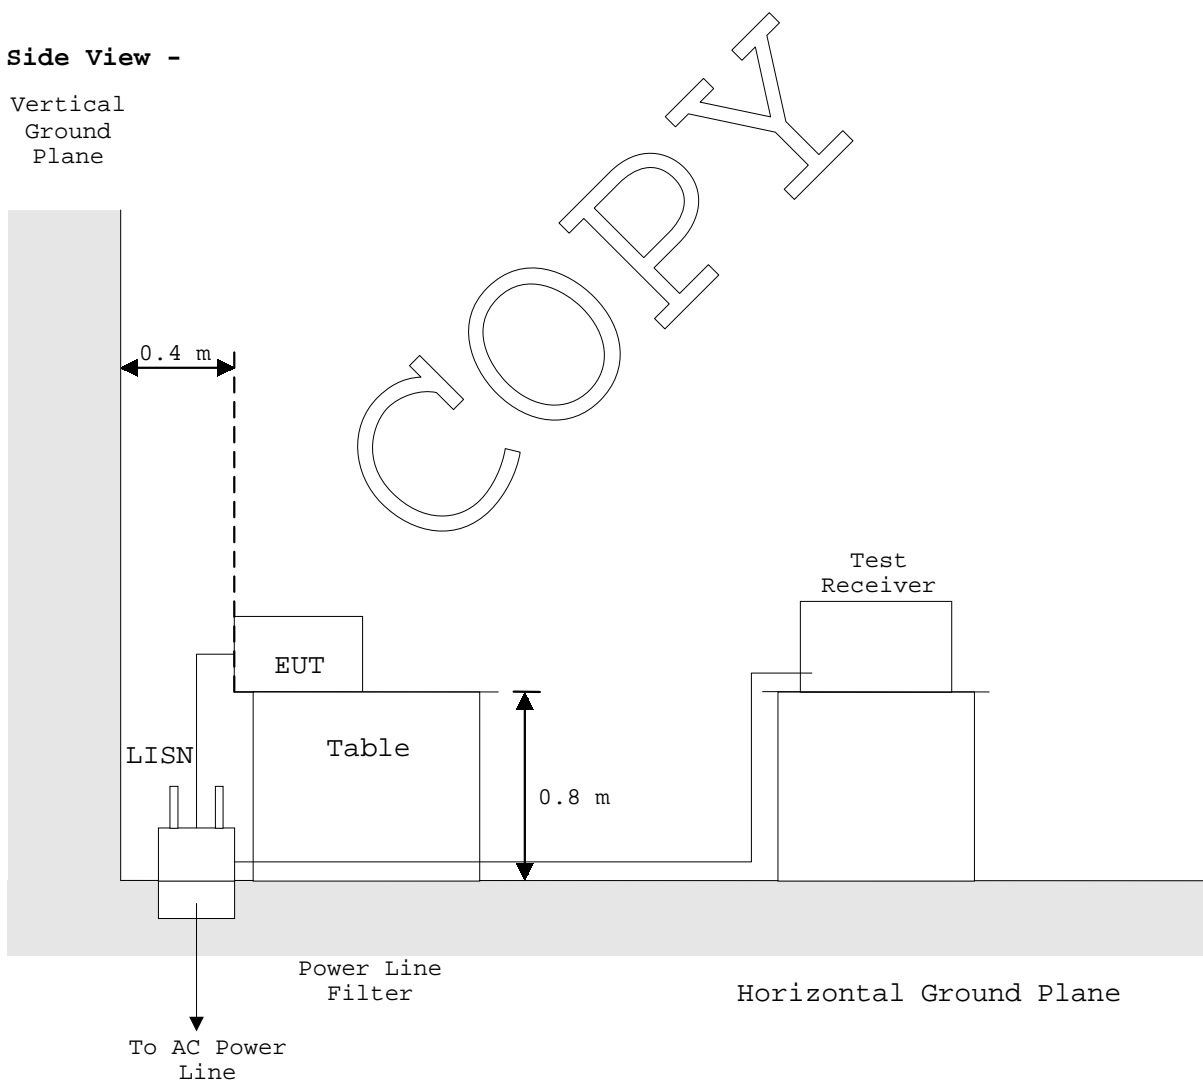 Side View -
Vertical
Ground
Plane
COPY
0.4 m
Test
Receiver
EUT
LISN
Table
0.8 m
Power Line
Filter
Horizontal Ground Plane
To AC Power
Line